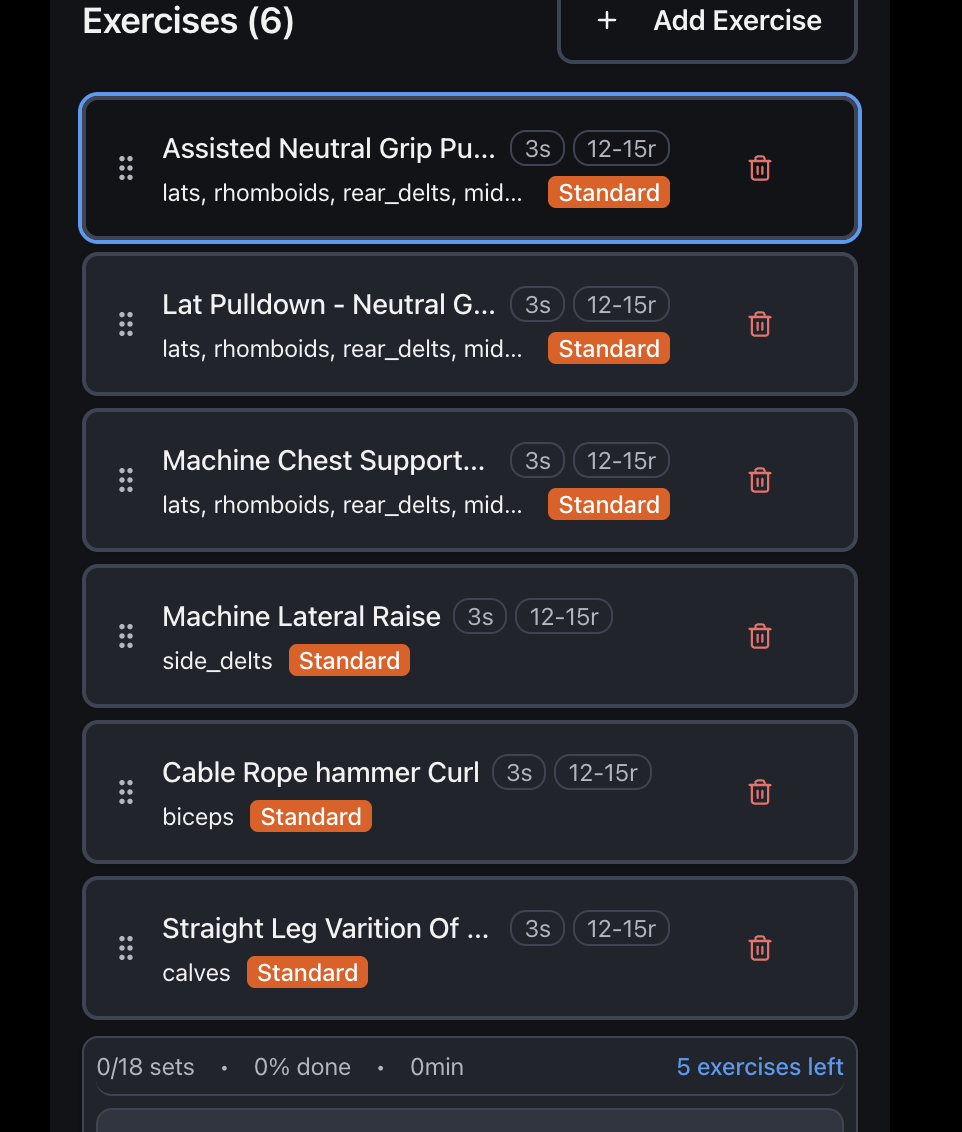 Exercises (6)
+ Add Exercise
Assisted Neutral Grip Pu... 3s 12-15r
lats, rhomboids, rear_delts, mid... Standard
Lat Pulldown - Neutral G... 3s 12-15r
lats, rhomboids, rear_delts, mid... Standard
Machine Chest Support... 3s 12-15r
lats, rhomboids, rear_delts, mid... Standard
Machine Lateral Raise 3s 12-15r
side_delts Standard
Cable Rope hammer Curl 3s 12-15r
biceps Standard
Straight Leg Varition Of ... 3s 12-15r
calves Standard
0/18 sets • 0% done • 0min 5 exercises left